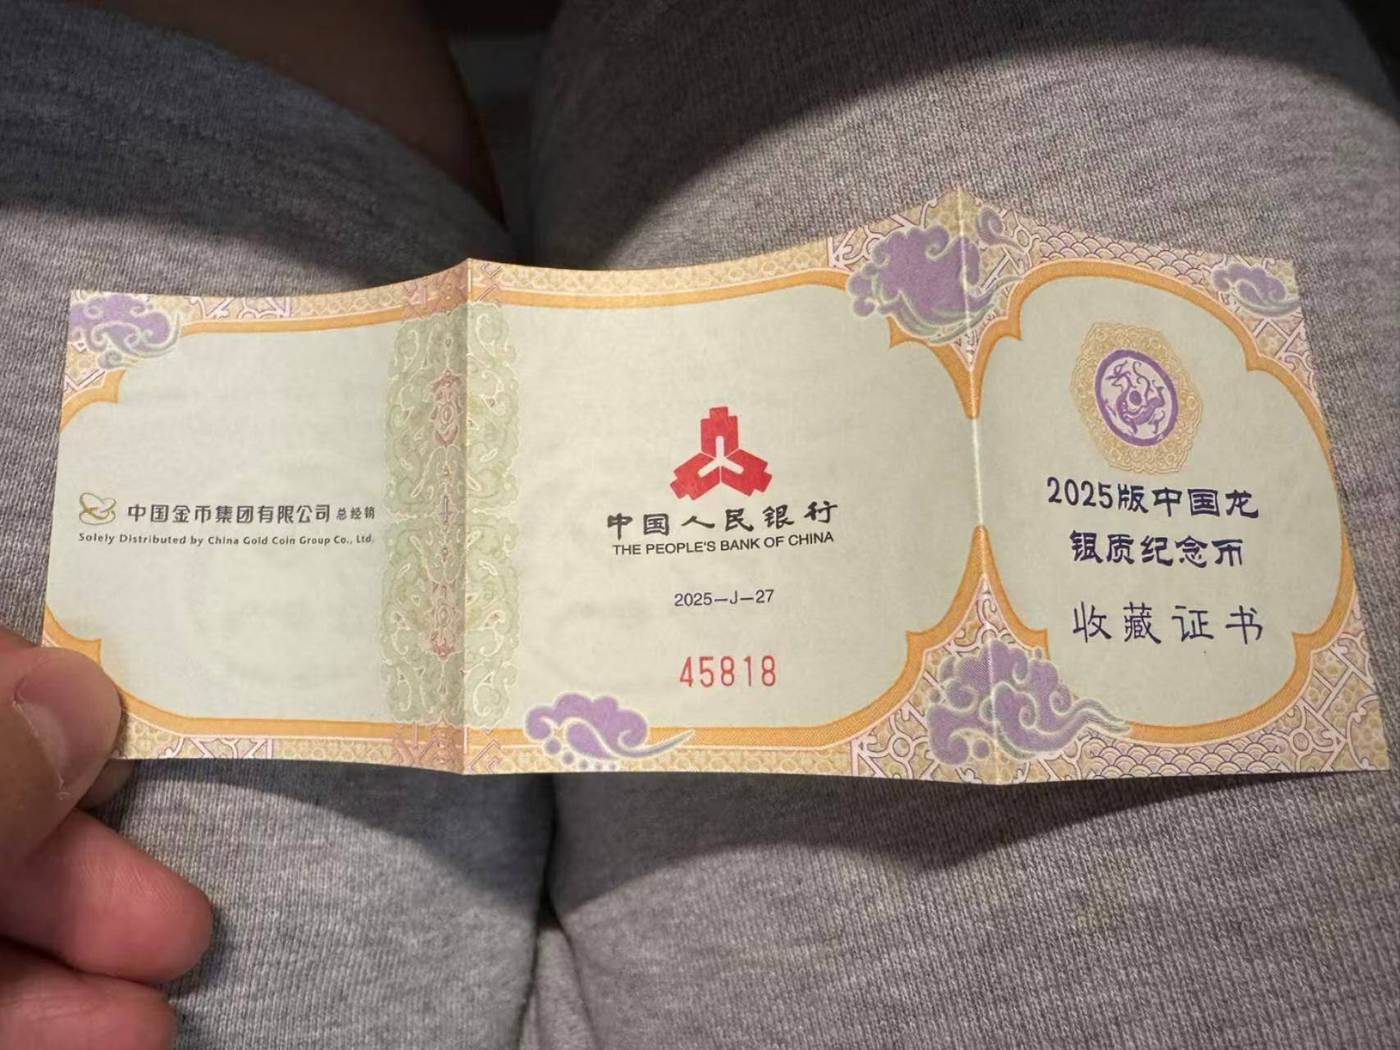 中国金币集团有限公司 总经销
Solely Distributed by China Gold Coin Group Co., Ltd.
中国人民银行
THE PEOPLE'S BANK OF CHINA
2025—J—27
45818
2025版中国龙
银质纪念币
收藏证书